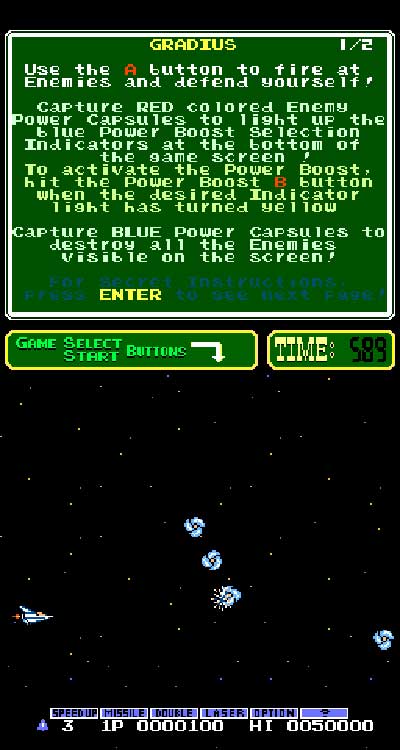 GRADIUS 1/2
Use the A button to fire at
Enemies and defend yourself!
Capture RED colored Enemy
Power Capsules to light up the
blue Power Boost Selection
Indicators at the bottom of
the game screen !
To activate the Power Boost,
hit the Power Boost B button
when the desired Indicator
light has turned yellow
Capture BLUE Power Capsules to
destroy all the Enemies
visible on the screen!
For Secret Instructions,
Press ENTER to see next Page!
GAME SELECT
START BUTTONS
TIME: 589
SPEEDUP MISSILE DOUBLE LASER OPTION ?
3 1P 0000100 HI 0050000